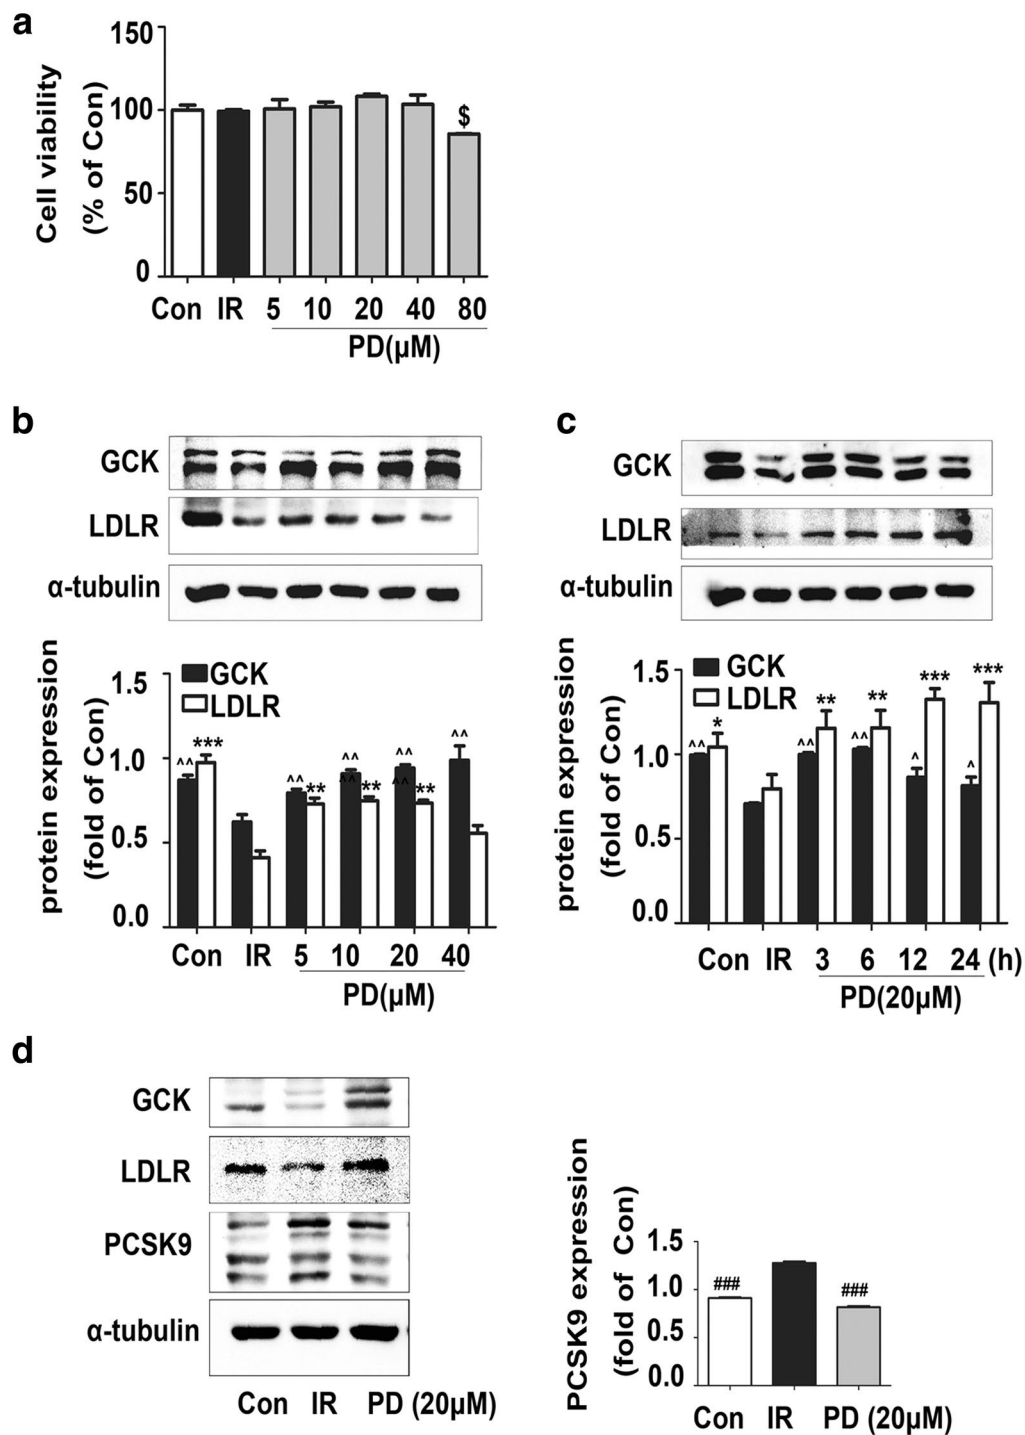 a
150
100
50
0
Cell viability
(% of Con)
$
Con IR 5 10 20 40 80
PD(µM)
b
GCK
LDLR
α-tubulin
protein expression
(fold of Con)
1.5
1.0
0.5
0.0
GCK
LDLR
^^ *** ^^ ** ^^ ^^ ** ^^ ^^ ** ^^
Con IR 5 10 20 40
PD(µM)
c
GCK
LDLR
α-tubulin
protein expression
(fold of Con)
1.5
1.0
0.5
0.0
GCK
LDLR
^^ * ^^ ** ^^ ** ^ *** ^ ***
Con IR 3 6 12 24 (h)
PD(20µM)
d
GCK
LDLR
PCSK9
α-tubulin
Con IR PD (20µM)
PCSK9 expression
(fold of Con)
1.5
1.0
0.5
0.0
### ###
Con IR PD (20µM)